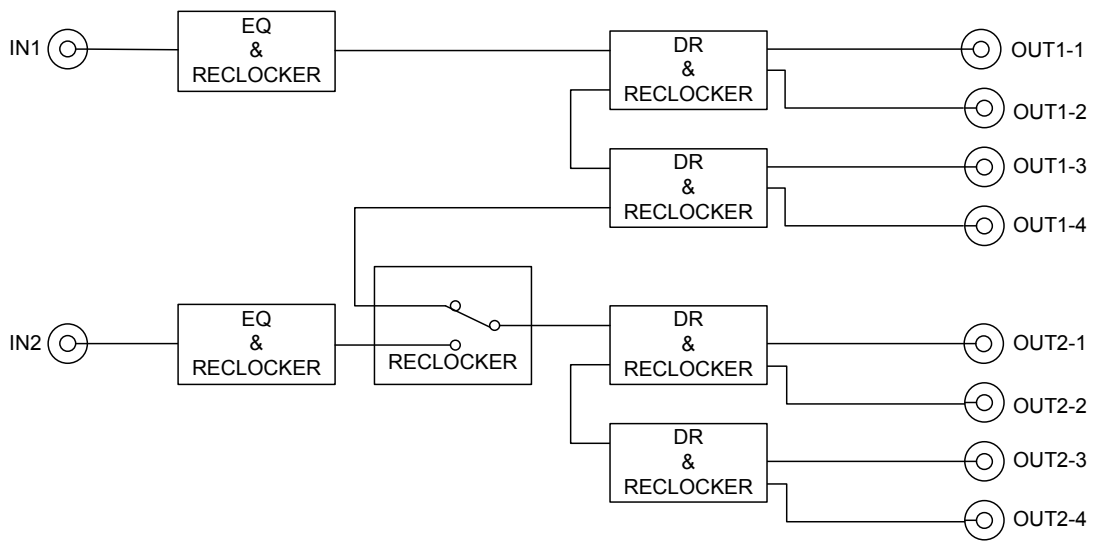 IN1
EQ
&
RECLOCKER
DR
&
RECLOCKER
OUT1-1
OUT1-2
DR
&
RECLOCKER
OUT1-3
OUT1-4
IN2
EQ
&
RECLOCKER
RECLOCKER
DR
&
RECLOCKER
OUT2-1
OUT2-2
DR
&
RECLOCKER
OUT2-3
OUT2-4